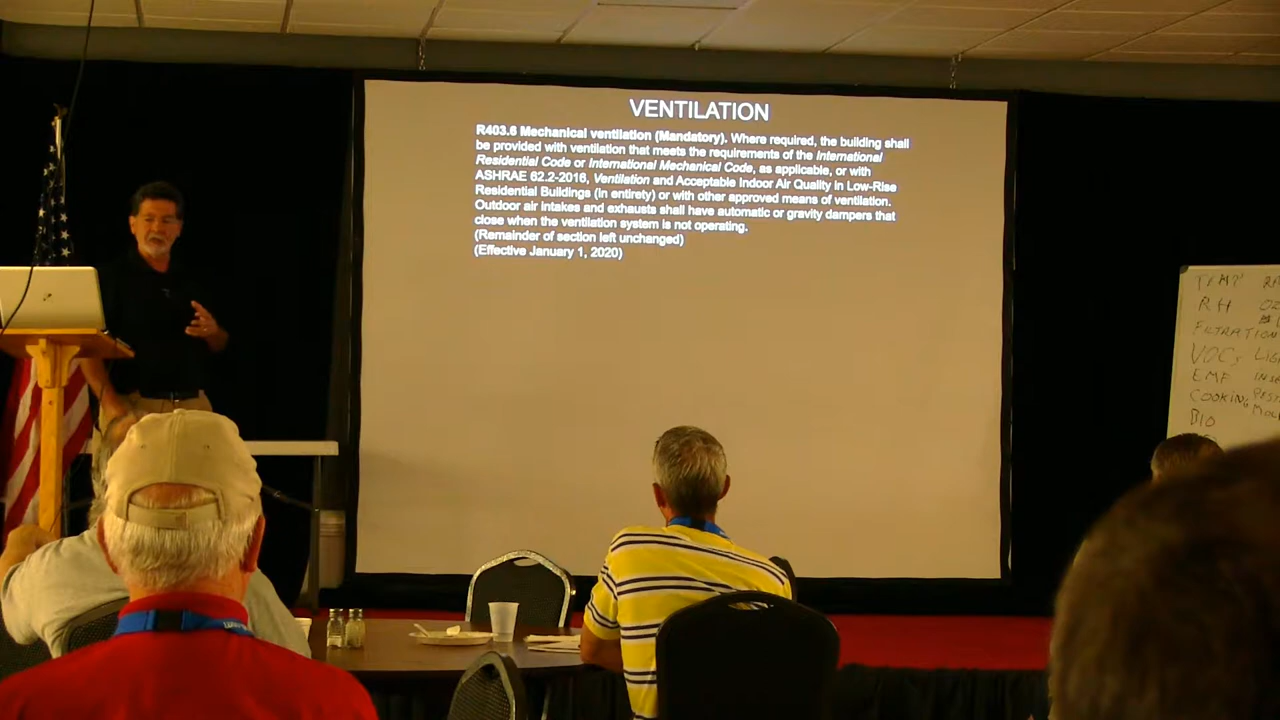 VENTILATION
R403.6 Mechanical ventilation (Mandatory). Where required, the building shall
be provided with ventilation that meets the requirements of the International
Residential Code or International Mechanical Code, as applicable, or with
ASHRAE 62.2-2016, Ventilation and Acceptable Indoor Air Quality in Low-Rise
Residential Buildings (in entirety) or with other approved means of ventilation.
Outdoor air intakes and exhausts shall have automatic or gravity dampers that
close when the ventilation system is not operating.
(Remainder of section left unchanged)
(Effective January 1, 2020)
TEMP
RH
FILTRATION
VOCs
EMF
COOKING
BIO